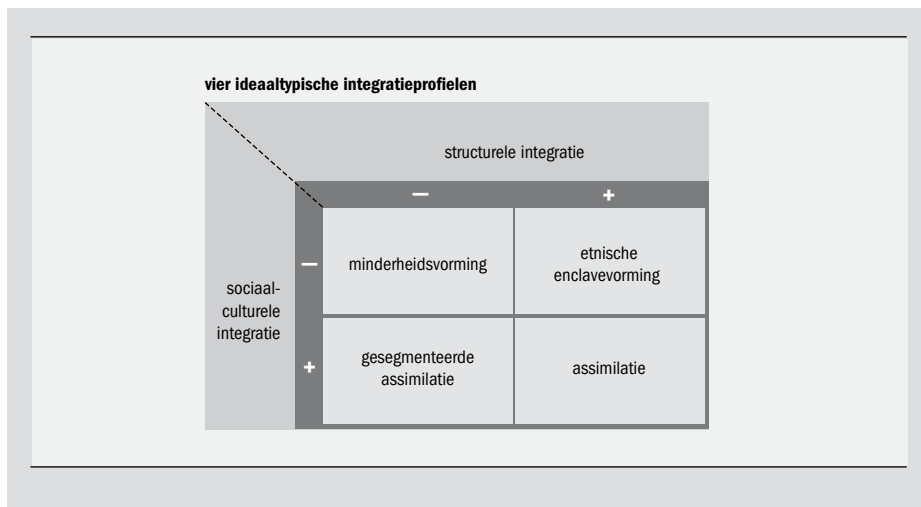 vier ideaaltypische integratieprofielen
structurele integratie
— +
— minderheidsvorming
etnische
enclavevorming
sociaal-
culturele
integratie
+
gesegmenteerde
assimilatie
assimilatie